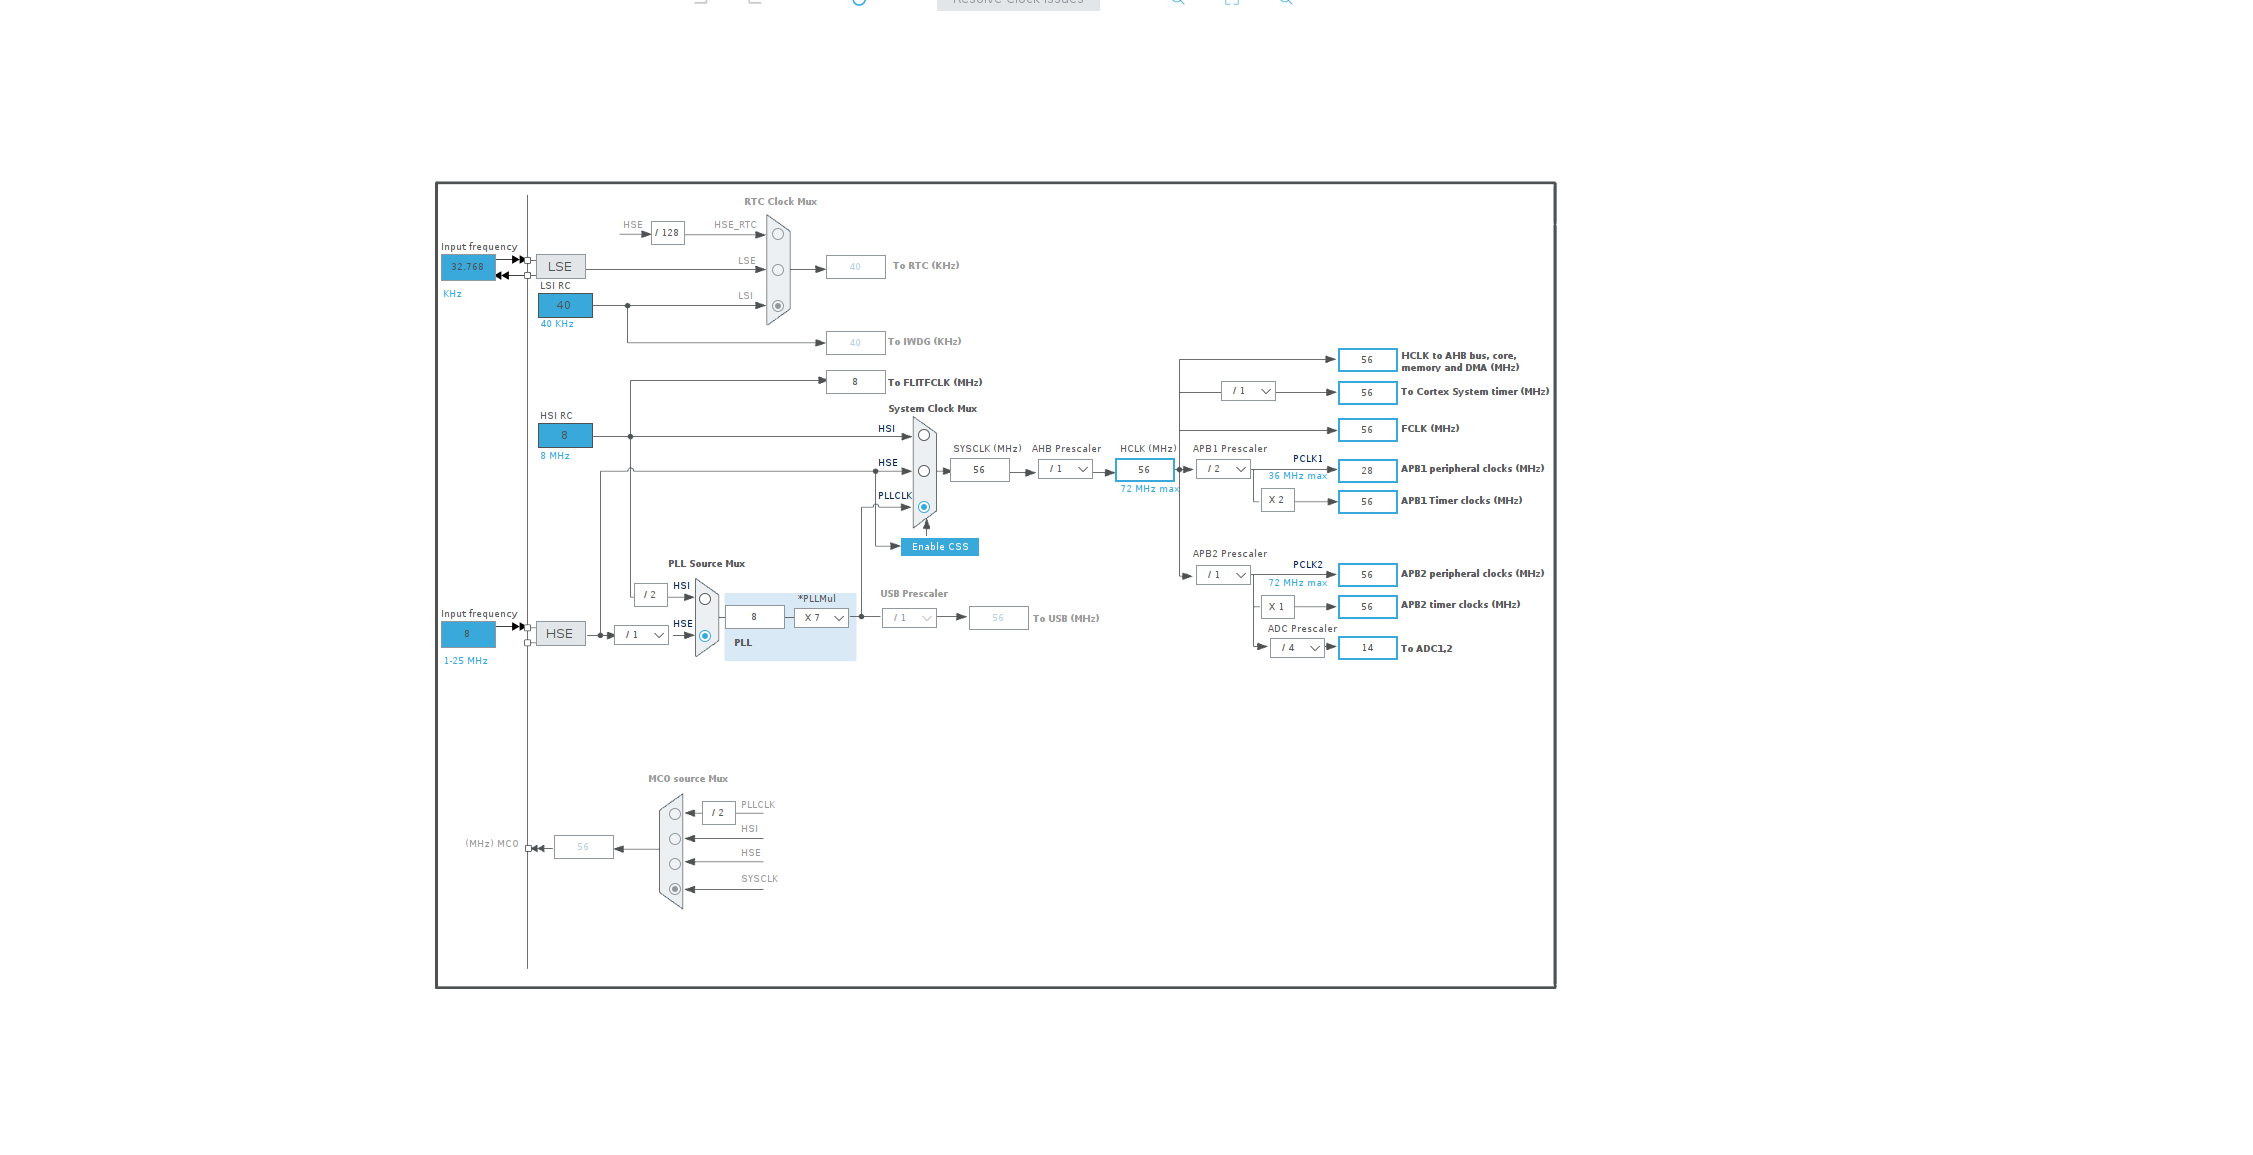 Resolve Clock Issues
RTC Clock Mux
HSE
/ 128
HSE_RTC
Input frequency
32.768
KHz
LSE
LSE
40
To RTC (KHz)
LSI RC
40
40 KHz
LSI
40
To IWDG (KHz)
8
To FLITFCLK (MHz)
HSI RC
8
8 MHz
System Clock Mux
HSI
HSE
PLLCLK
SYSCLK (MHz)
56
AHB Prescaler
/ 1
HCLK (MHz)
56
72 MHz max
Enable CSS
56
HCLK to AHB bus, core,
memory and DMA (MHz)
/ 1
56
To Cortex System timer (MHz)
56
FCLK (MHz)
APB1 Prescaler
/ 2
PCLK1
36 MHz max
28
APB1 peripheral clocks (MHz)
X 2
56
APB1 Timer clocks (MHz)
APB2 Prescaler
/ 1
PCLK2
72 MHz max
56
APB2 peripheral clocks (MHz)
X 1
56
APB2 timer clocks (MHz)
ADC Prescaler
/ 4
14
To ADC1,2
PLL Source Mux
/ 2
HSI
Input frequency
8
1-25 MHz
HSE
/ 1
HSE
8
*PLLMul
X 7
PLL
USB Prescaler
/ 1
56
To USB (MHz)
MCO source Mux
/ 2
PLLCLK
HSI
HSE
SYSCLK
(MHz) MCO
56